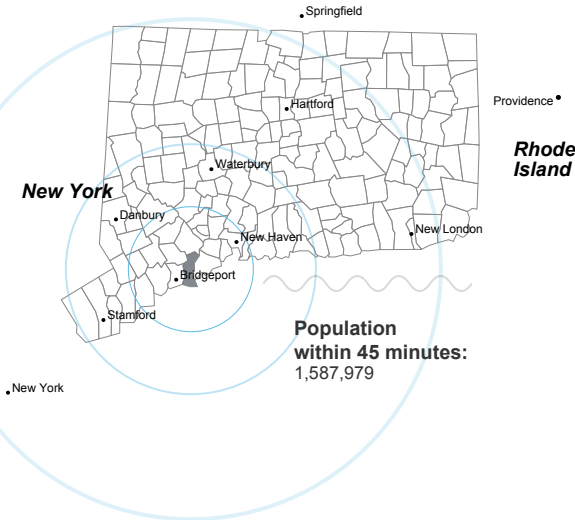 Springfield
Providence
Hartford
Rhode
Island
Waterbury
New York
Danbury
New London
New Haven
Bridgeport
Stamford
Population
within 45 minutes:
1,587,979
New York